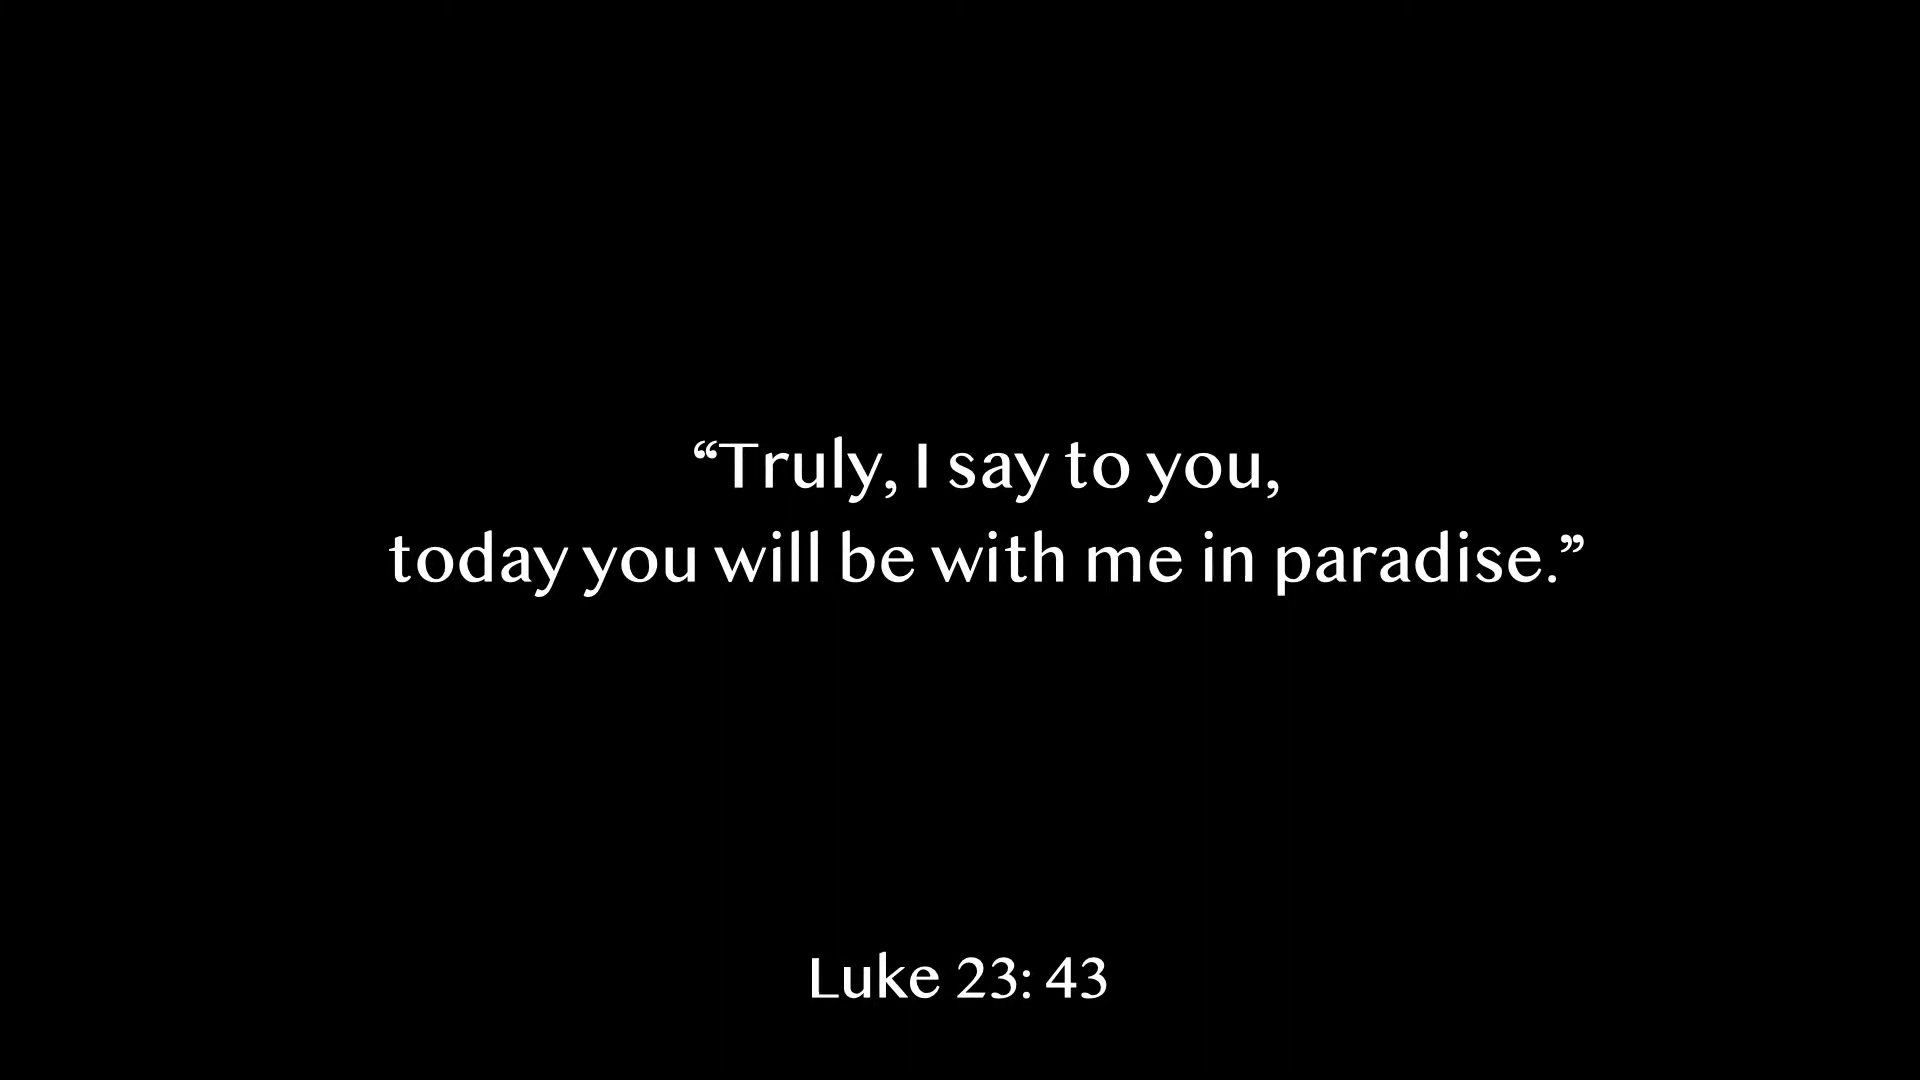 “Truly, I say to you,
today you will be with me in paradise.”
Luke 23: 43